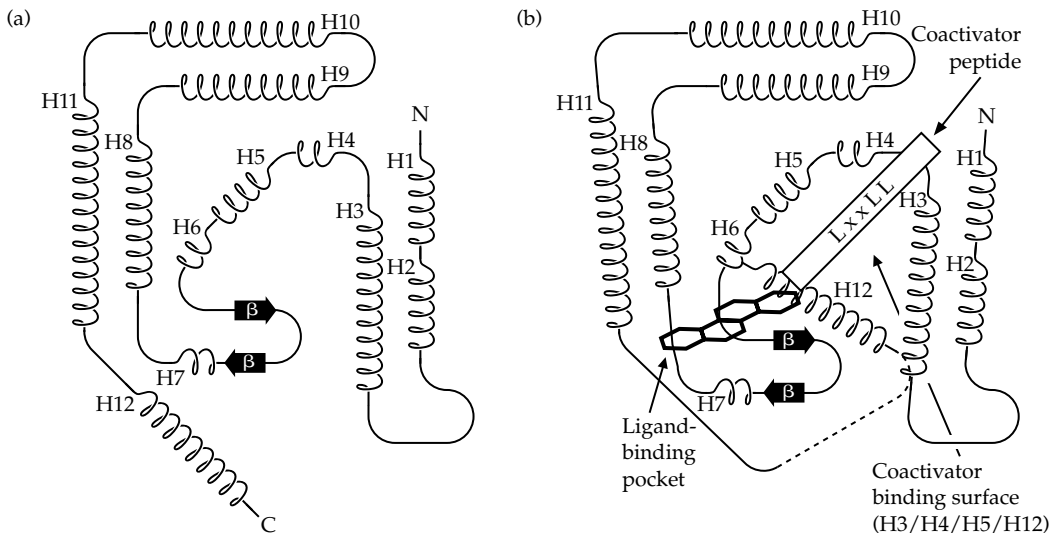 (a)
H10
H9
H11
H8
N
H5
H4
H1
H3
H6
H2
β
β
H7
H12
C
(b)
H10
Coactivator
peptide
H9
H11
N
H8
H4
H5
H1
LxxLL
H3
H6
H2
H12
β
β
H7
Ligand-
binding
pocket
Coactivator
binding surface
(H3/H4/H5/H12)